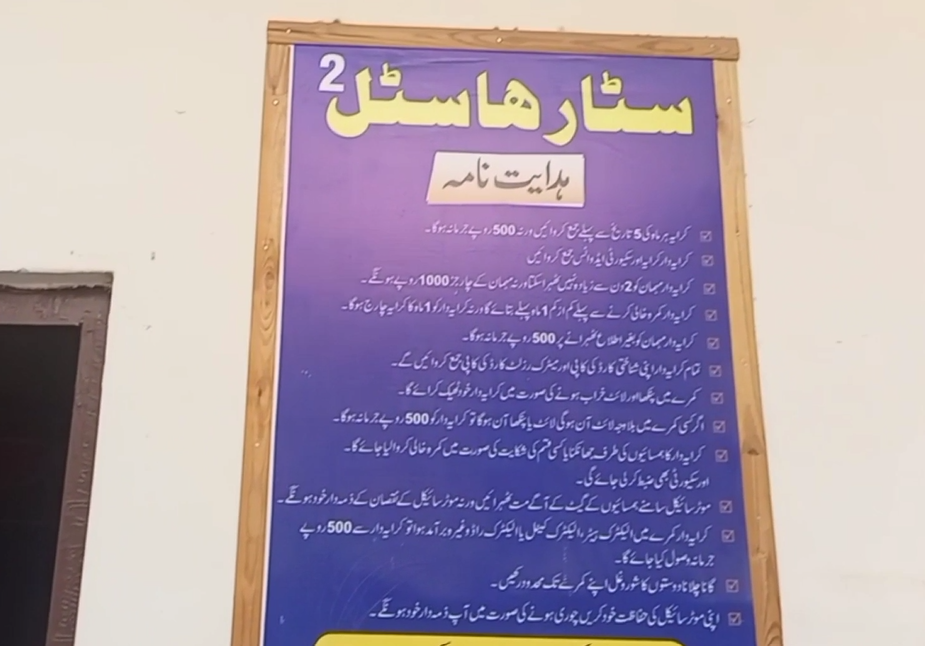 سٹار ھاسٹل 2
ہدایت نامہ
کرایہ ہر ماہ کی 5 تاریخ سے پہلے جمع کروائیں ورنہ 500 روپے جرمانہ ہوگا۔
کرایہ دار کرایہ اور سکیورٹی ایڈوانس جمع کروائیں
کرایہ دار مہمان کو 2 دن سے زیادہ نہیں ٹھہرا سکتا ورنہ مہمان کے چارجز 1000 روپے ہونگے۔
کرایہ دار کمرہ خالی کرنے سے پہلے کم از کم 1 ماہ پہلے بتائے گا ورنہ کرایہ دار کو 1 ماہ کا کرایہ چارج ہوگا۔
کرایہ دار مہمان کو بغیر اطلاع ٹھہرانے پر 500 روپے جرمانہ ہوگا۔
تمام کرایہ دار اپنی شناختی کارڈ کی کاپی اور میٹرک رزلٹ کارڈ کی کاپی جمع کروائیں گے۔
کمرے میں پنکھا اور لائٹ خراب ہونے کی صورت میں کرایہ دار خود ٹھیک کرائے گا۔
اگر کسی کمرے میں بلاوجہ لائٹ آن ہوگی لائٹ یا پنکھا آن ہوگا تو کرایہ دار کو 500 روپے جرمانہ ہوگا۔
کرایہ دار کا ہمسائیوں کی طرف جھانکنا یا کسی قسم کی شکایت کی صورت میں کمرہ خالی کروا لیا جائے گا۔
اور سکیورٹی بھی ضبط کر لی جائے گی۔
موٹر سائیکل سامنے ہمسائیوں کے گیٹ کے آگے مت ٹھہرائیں ورنہ موٹر سائیکل کے نقصان کے ذمہ دار خود ہونگے۔
کرایہ دار کمرے میں الیکٹرک ہیٹر، الیکٹرک کیٹل یا الیکٹرک راڈ وغیرہ برآمد ہوا تو کرایہ دار سے 500 روپے
جرمانہ وصول کیا جائے گا۔
گانا چلانا دوستوں کا شور و غل اپنے کمرے تک محدود رکھیں۔
اپنی موٹر سائیکل کی حفاظت خود کریں چوری ہونے کی صورت میں آپ ذمہ دار خود ہونگے۔